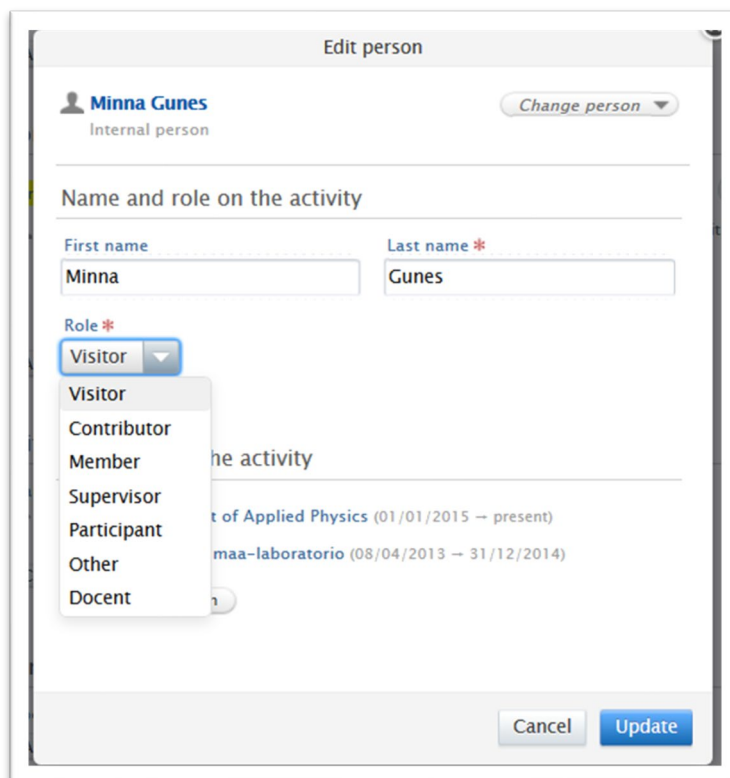 Edit person
Minna Gunes
Change person
Internal person
Name and role on the activity
First name
Last name *
Minna
Gunes
Role *
Visitor
Visitor
Contributor
Member
Supervisor
Participant
Other
Docent
he activity
t of Applied Physics (01/01/2015 → present)
maa-laboratorio (08/04/2013 → 31/12/2014)
Cancel
Update